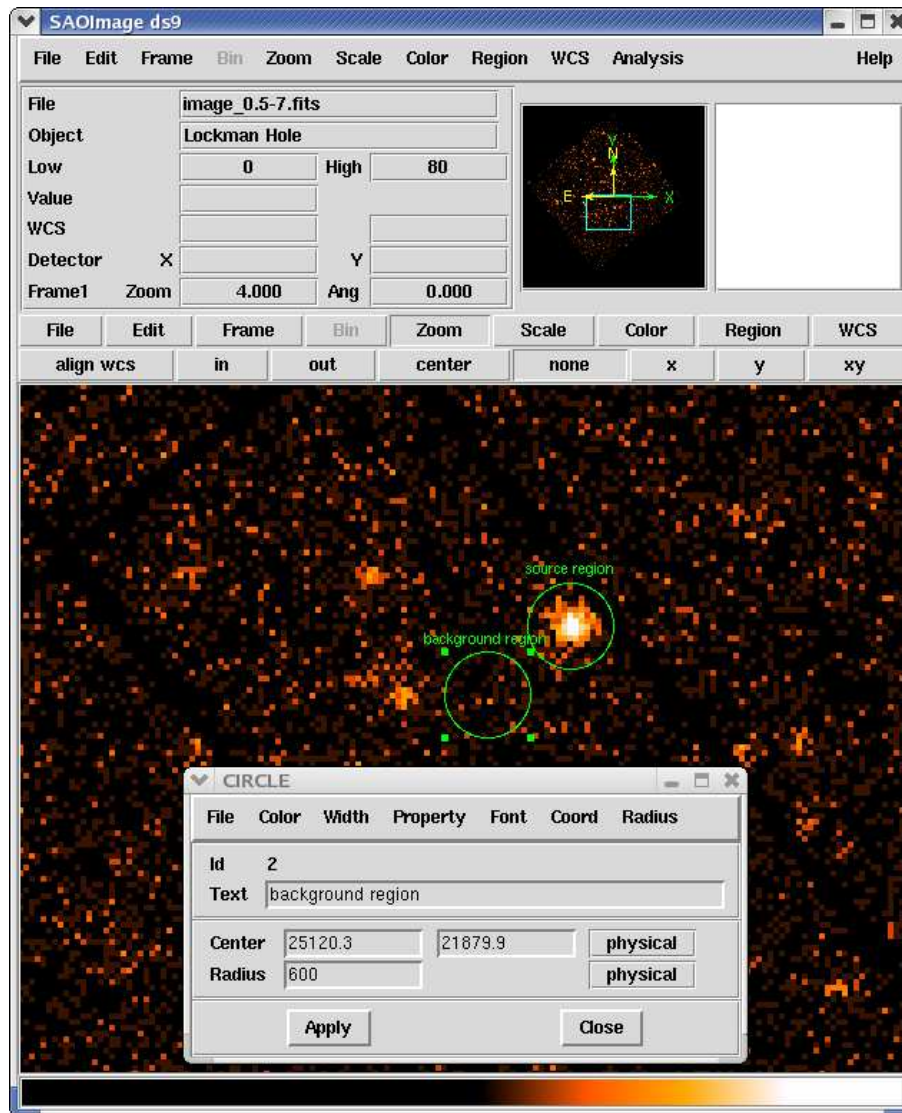 SAOImage ds9
File Edit Frame Bin Zoom Scale Color Region WCS Analysis Help
File image_0.5-7.fits
Object Lockman Hole
Low 0 High 80
Value
WCS
Detector X Y
Frame1 Zoom 4.000 Ang 0.000
Y
N
E X
File Edit Frame Bin Zoom Scale Color Region WCS
align wcs in out center none x y xy
source region
background region
CIRCLE
File Color Width Property Font Coord Radius
Id 2
Text background region
Center 25120.3 21879.9 physical
Radius 600 physical
Apply Close